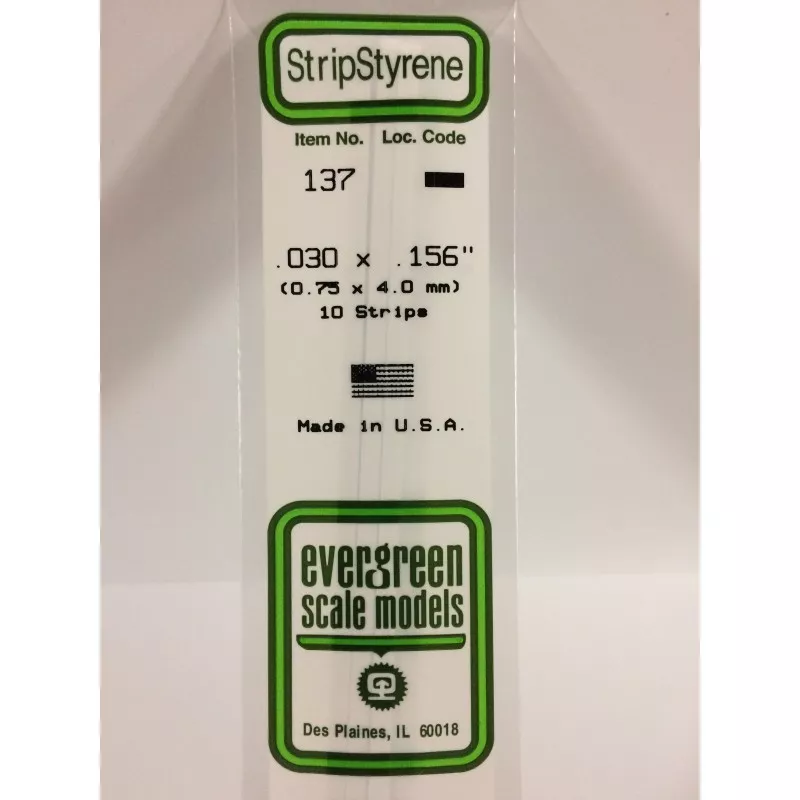 StripStyrene
Item No. Loc. Code
137
.030 x .156"
(0.75 x 4.0 mm)
10 Strips
Made in U.S.A.
evergreen
scale models
Des Plaines, IL 60018